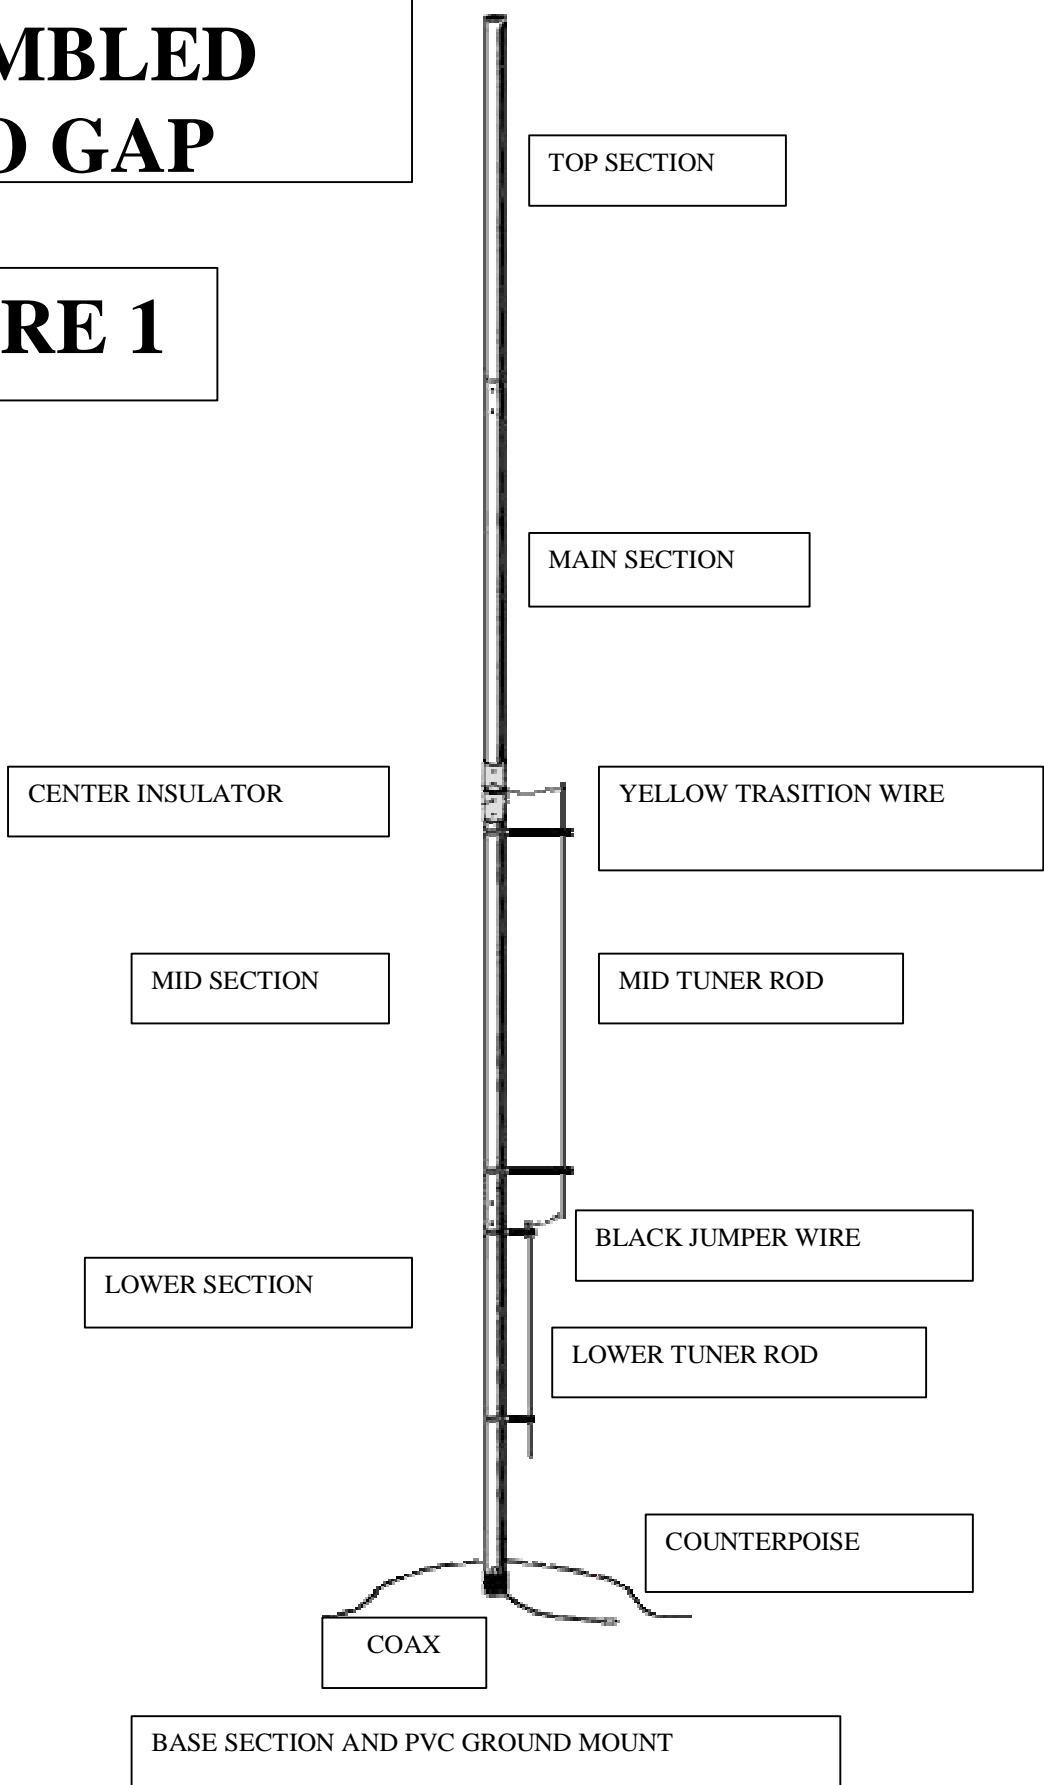 MBLED
O GAP
TOP SECTION
RE 1
MAIN SECTION
CENTER INSULATOR
YELLOW TRASITION WIRE
MID SECTION
MID TUNER ROD
BLACK JUMPER WIRE
LOWER SECTION
LOWER TUNER ROD
COUNTERPOISE
COAX
BASE SECTION AND PVC GROUND MOUNT